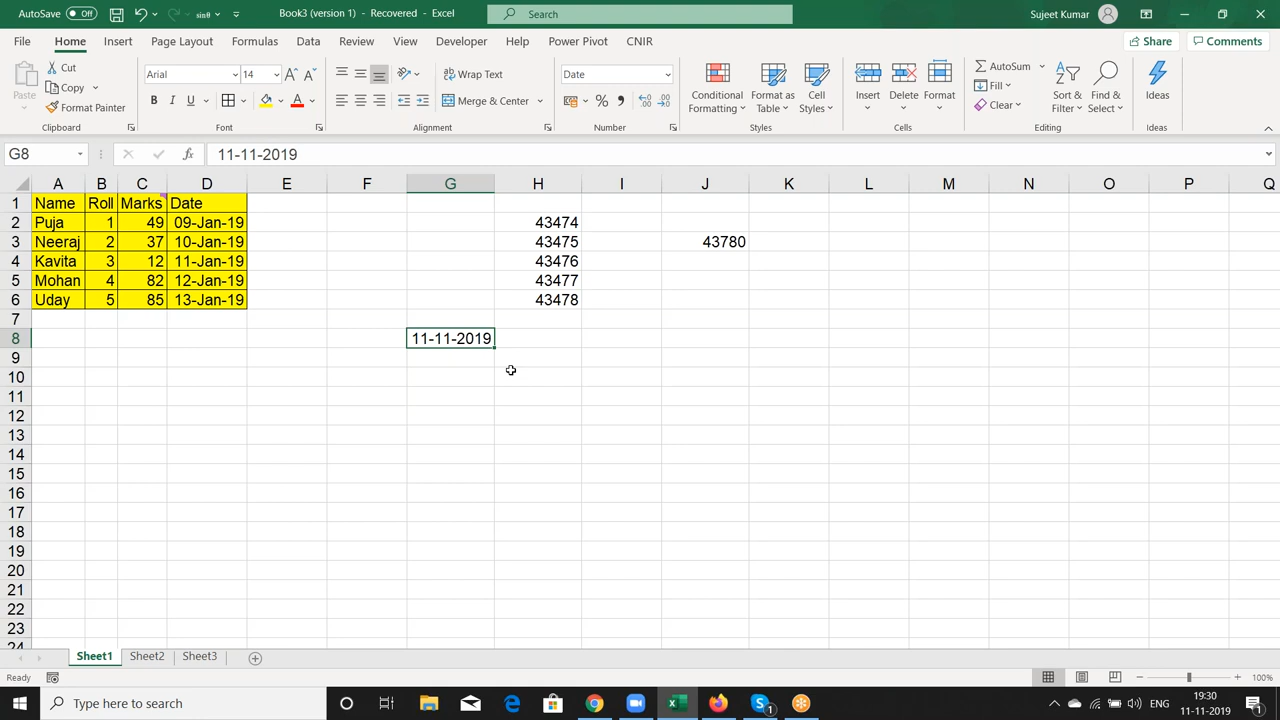 AutoSave Off sinθ Book3 (version 1) - Recovered - Excel Search Sujeet Kumar
File Home Insert Page Layout Formulas Data Review View Developer Help Power Pivot CNIR Share Comments
Paste Cut Copy Format Painter
Arial 14 A A B I U A
Wrap Text Merge & Center
Date %
Conditional Formatting Format as Table Cell Styles
Insert Delete Format
AutoSum Fill Clear Sort & Filter Find & Select Ideas
Clipboard Font Alignment Number Styles Cells Editing Ideas
G8 fx 11-11-2019
A B C D E F G H I J K L M N O P Q
1 Name Roll Marks Date
2 Puja 1 49 09-Jan-19 43474
3 Neeraj 2 37 10-Jan-19 43475 43780
4 Kavita 3 12 11-Jan-19 43476
5 Mohan 4 82 12-Jan-19 43477
6 Uday 5 85 13-Jan-19 43478
7
8 11-11-2019
9
10
11
12
13
14
15
16
17
18
19
20
21
22
23
24
Sheet1 Sheet2 Sheet3
Ready 100%
Type here to search 1 ENG 19:30
11-11-2019 1